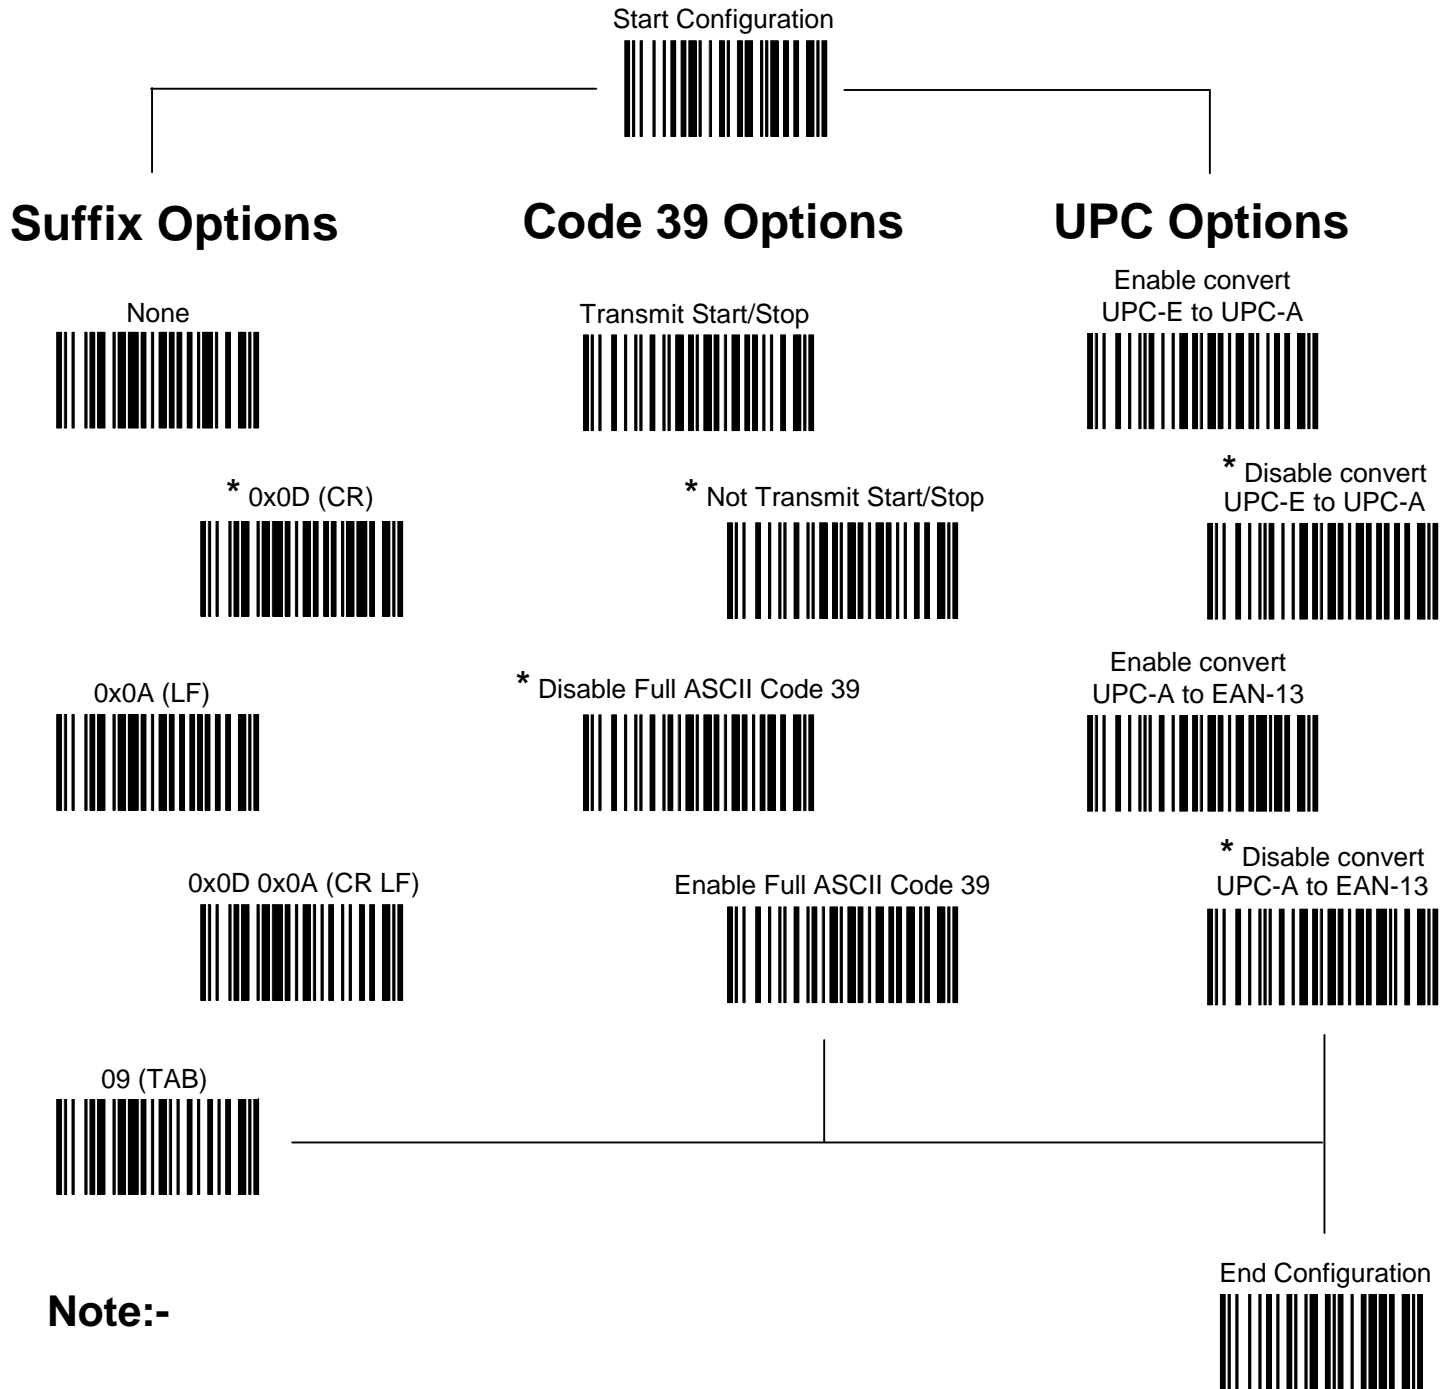 Start Configuration
Suffix Options
Code 39 Options
UPC Options
None
Transmit Start/Stop
Enable convert
UPC-E to UPC-A
* 0x0D (CR)
* Not Transmit Start/Stop
* Disable convert
UPC-E to UPC-A
0x0A (LF)
* Disable Full ASCII Code 39
Enable convert
UPC-A to EAN-13
0x0D 0x0A (CR LF)
Enable Full ASCII Code 39
* Disable convert
UPC-A to EAN-13
09 (TAB)
End Configuration
Note:-